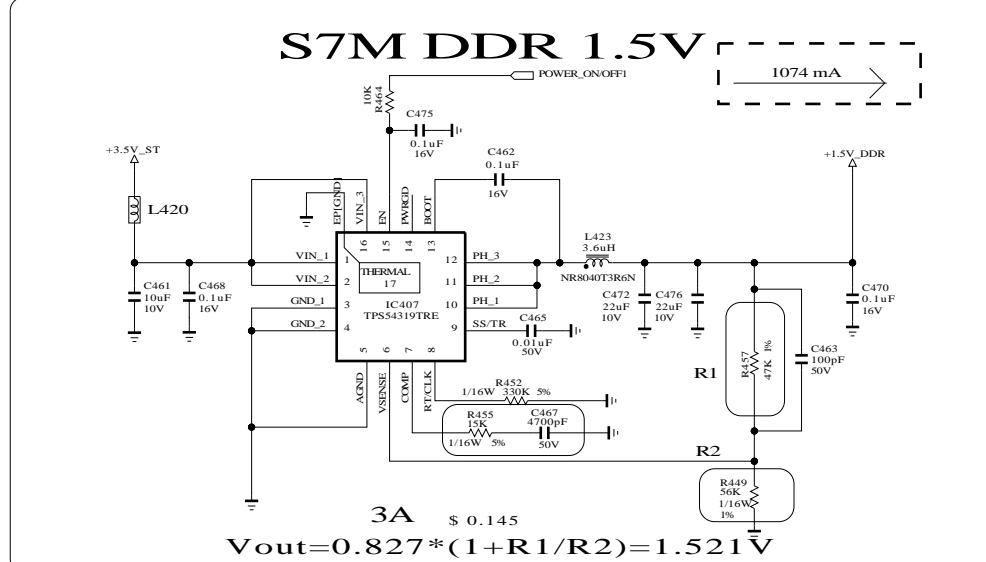 S7M DDR 1.5V
1074 mA
POWER_ON/OFF1
10K
R464
C475
0.1uF
16V
C462
0.1uF
16V
+3.5V_ST
L420
+1.5V_DDR
EP[GND]
VIN_3
EN
PWRGD
BOOT
16
15
14
13
L423
3.6uH
NR8040T3R6N
VIN_1
1
THERMAL
17
12
PH_3
VIN_2
2
11
PH_2
GND_1
3
IC407
TPS54319TRE
10
PH_1
GND_2
4
9
SS/TR
5
6
7
8
AGND
VSENSE
COMP
RT/CLK
C461
10uF
10V
C468
0.1uF
16V
C465
0.01uF
50V
C472
22uF
10V
C476
22uF
10V
C470
0.1uF
16V
R1
R457
47K 1%
C463
100pF
50V
R452
1/16W 330K 5%
R455
15K
1/16W 5%
C467
4700pF
50V
R2
R449
56K
1/16W
1%
3A
$ 0.145
Vout=0.827*(1+R1/R2)=1.521V